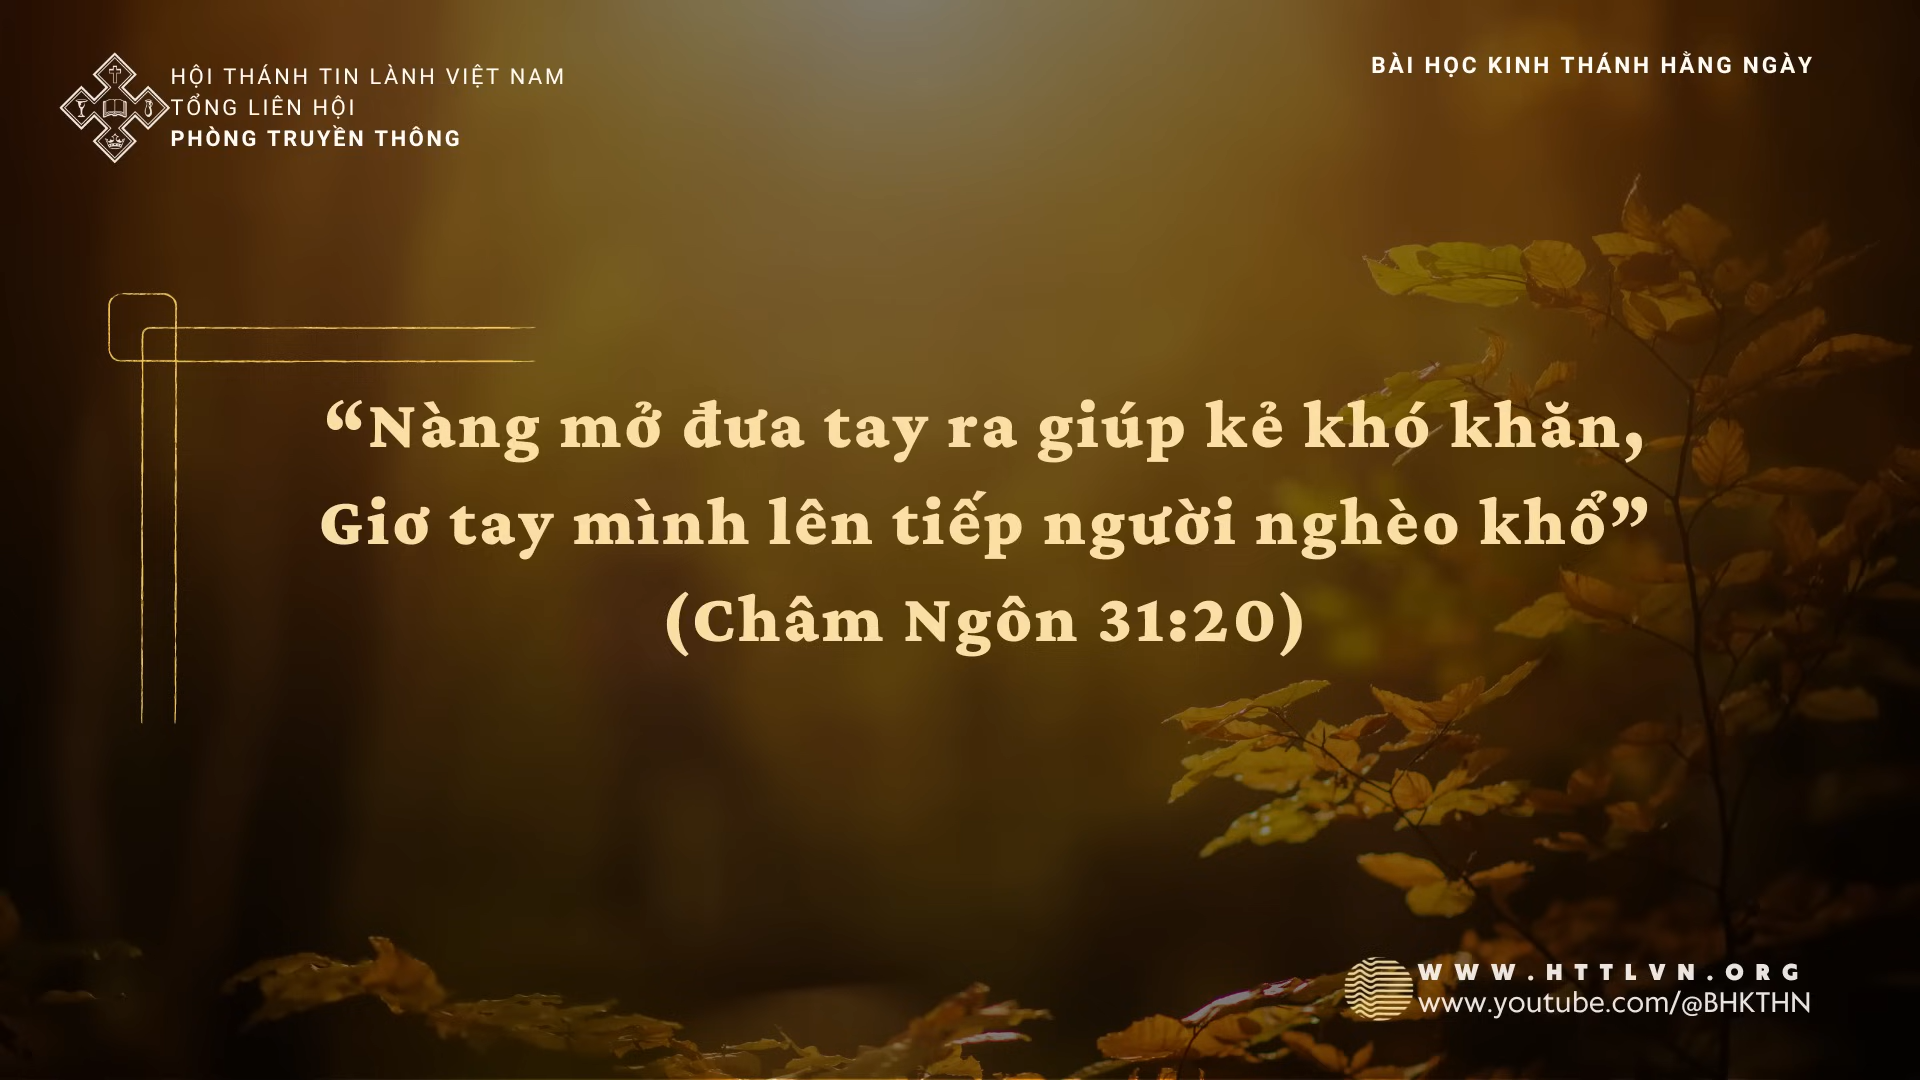 HỘI THÁNH TIN LÀNH VIỆT NAM
TỔNG LIÊN HỘI
PHÒNG TRUYỀN THÔNG
BÀI HỌC KINH THÁNH HẰNG NGÀY
“Nàng mở đưa tay ra giúp kẻ khó khăn,
Giơ tay mình lên tiếp người nghèo khổ”
(Châm Ngôn 31:20)
WWW.HTTLVN.ORG
www.youtube.com/@BHKTHN